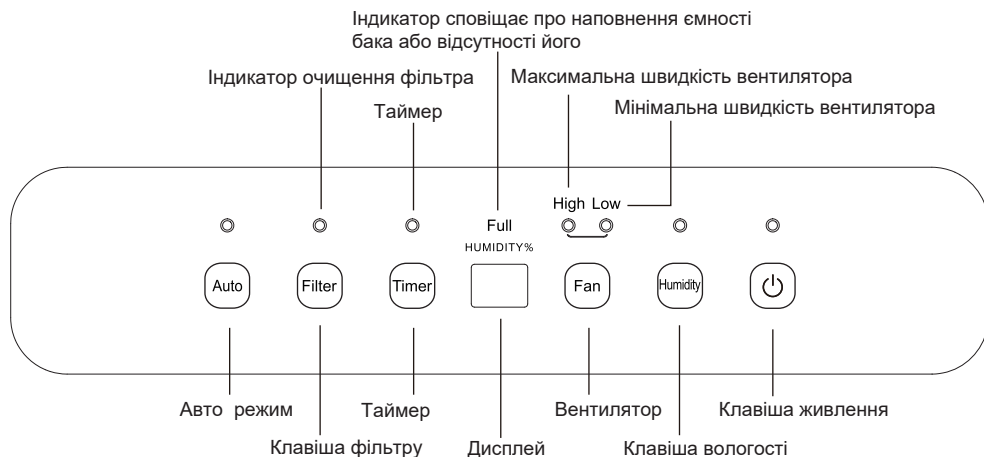 Індикатор сповіщає про наповнення ємності
бака або відсутності його
Індикатор очищення фільтра
Максимальна швидкість вентилятора
Таймер
Мінімальна швидкість вентилятора
High Low
Full
HUMIDITY%
Auto
Filter
Timer
Fan
Humidity
Авто режим
Таймер
Вентилятор
Клавіша живлення
Клавіша фільтру
Дисплей
Клавіша вологості